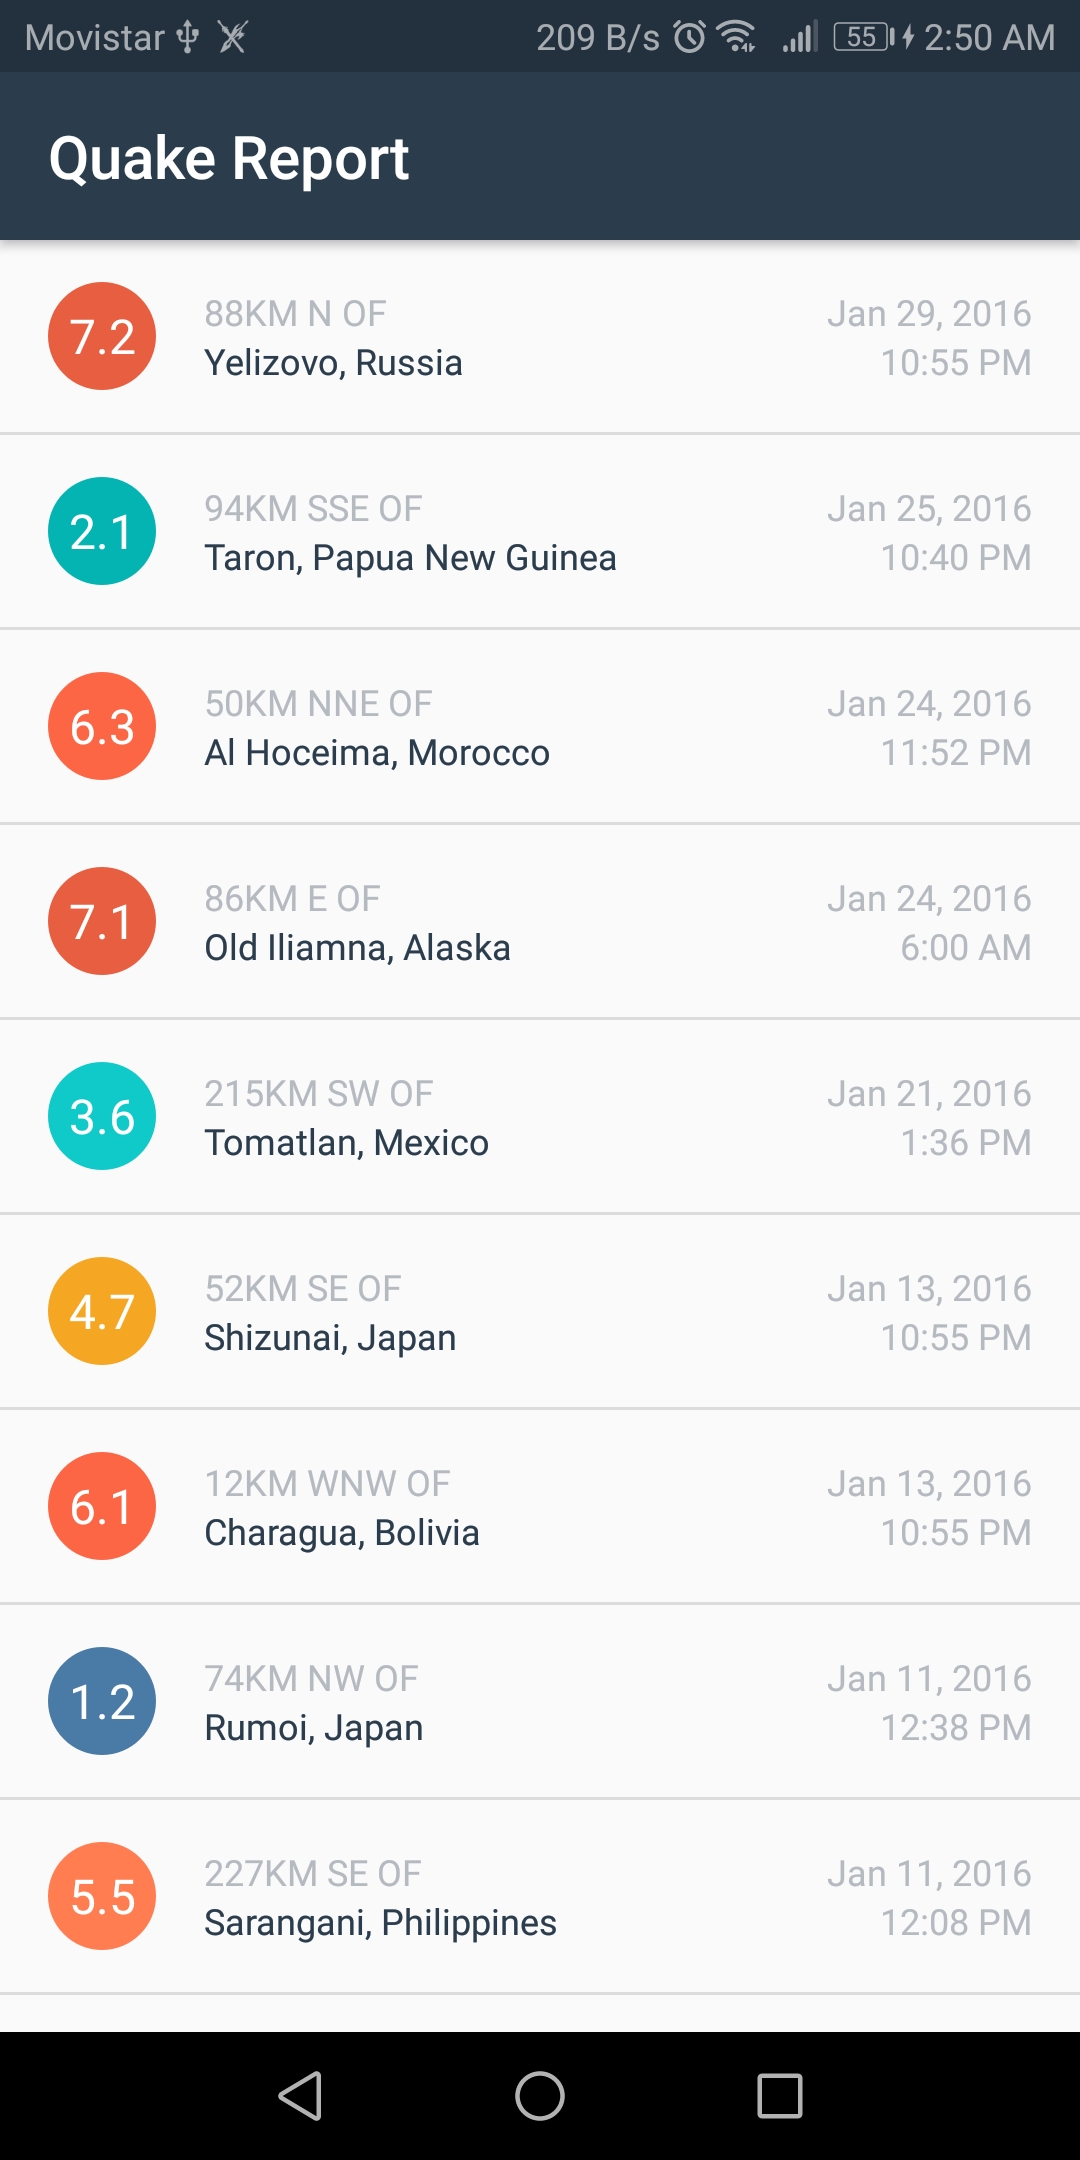 Movistar 209 B/s 55 2:50 AM
Quake Report
7.2
88KM N OF
Yelizovo, Russia
Jan 29, 2016
10:55 PM
2.1
94KM SSE OF
Taron, Papua New Guinea
Jan 25, 2016
10:40 PM
6.3
50KM NNE OF
Al Hoceima, Morocco
Jan 24, 2016
11:52 PM
7.1
86KM E OF
Old Iliamna, Alaska
Jan 24, 2016
6:00 AM
3.6
215KM SW OF
Tomatlan, Mexico
Jan 21, 2016
1:36 PM
4.7
52KM SE OF
Shizunai, Japan
Jan 13, 2016
10:55 PM
6.1
12KM WNW OF
Charagua, Bolivia
Jan 13, 2016
10:55 PM
1.2
74KM NW OF
Rumoi, Japan
Jan 11, 2016
12:38 PM
5.5
227KM SE OF
Sarangani, Philippines
Jan 11, 2016
12:08 PM